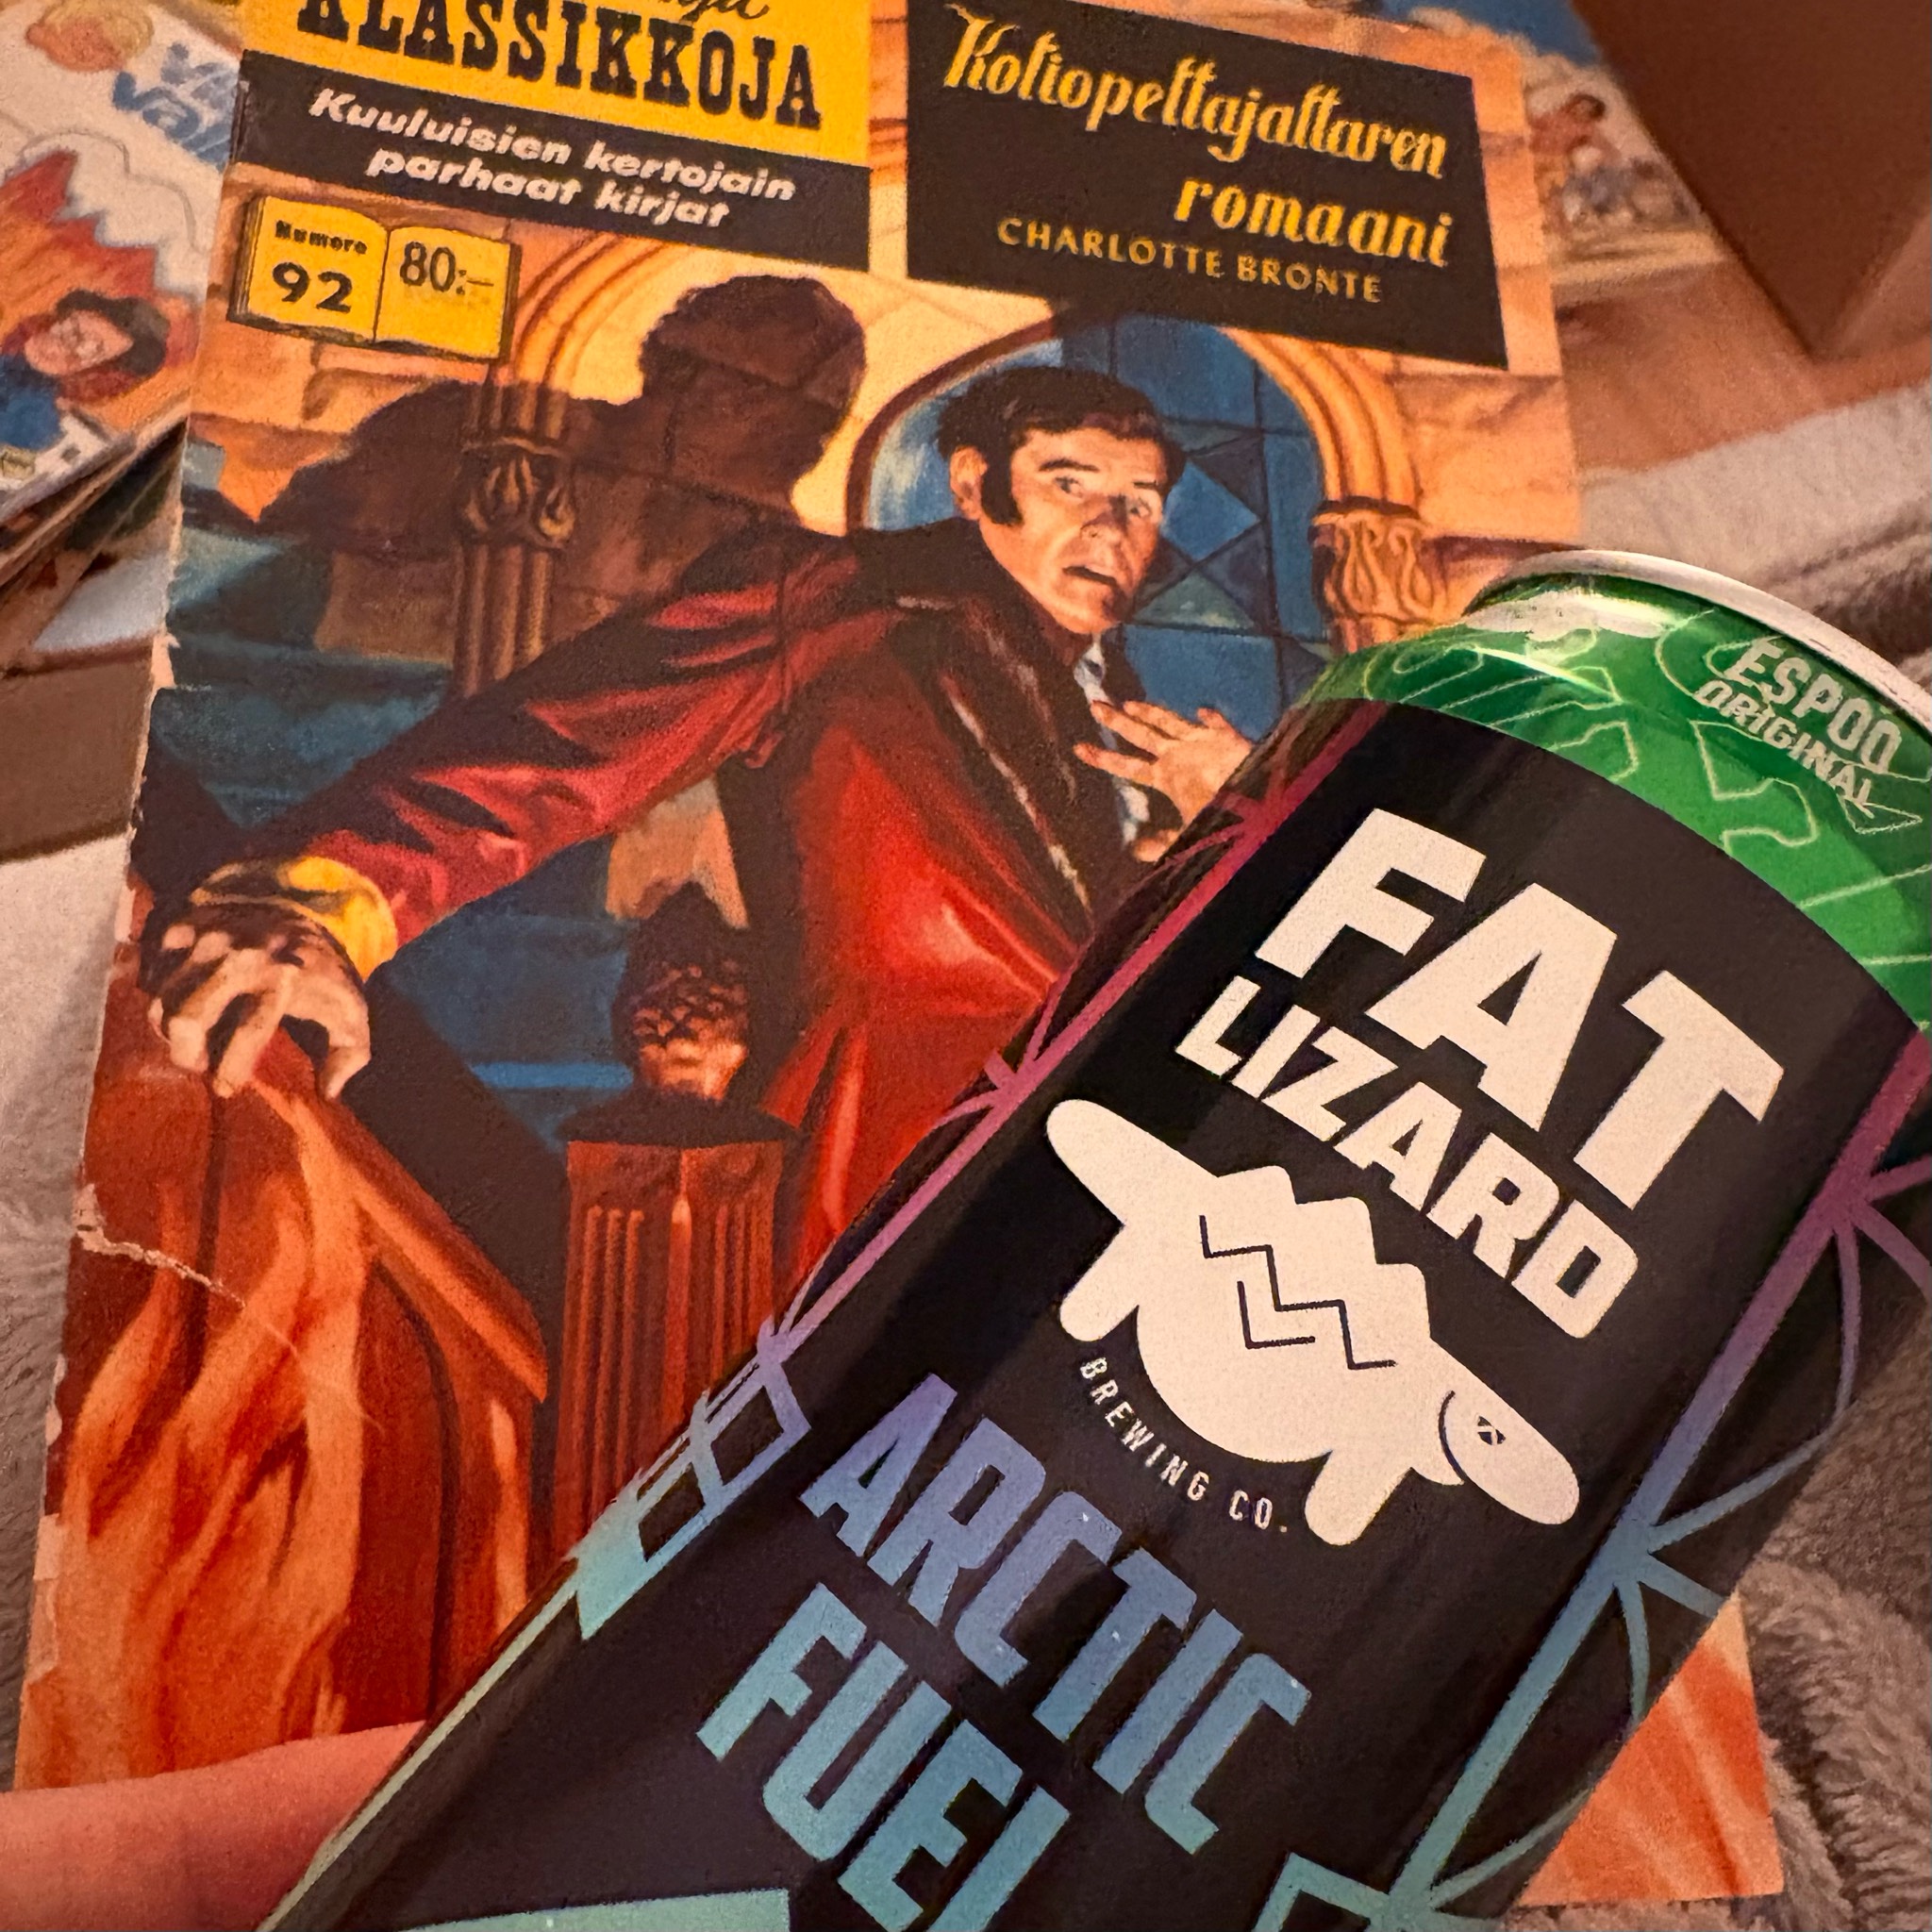 KLASSIKKOJA
Kuuluisien kertojain
parhaat kirjat
Numero
92
80:-
Kotiopettajattaren
romaani
CHARLOTTE BRONTE
ESPOO
ORIGINAL
FAT
LIZARD
BREWING CO.
ARCTIC
FUEL